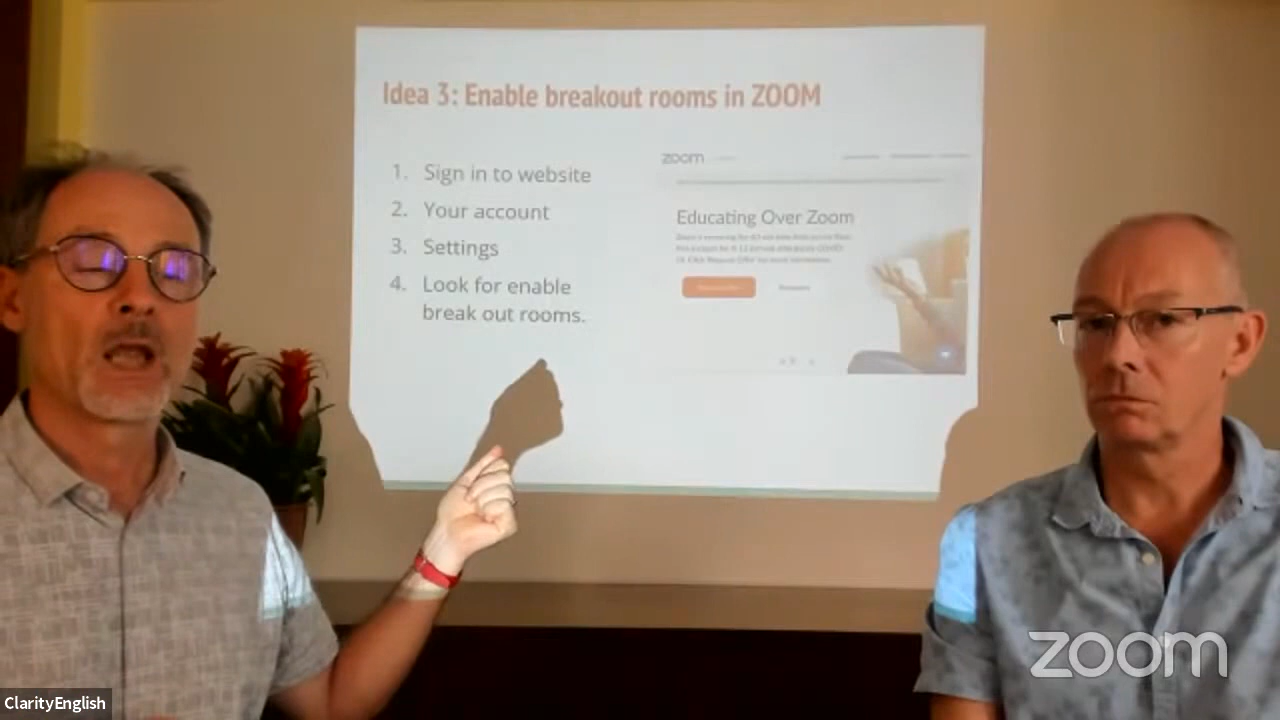 Idea 3: Enable breakout rooms in ZOOM
1. Sign in to website
2. Your account
3. Settings
4. Look for enable
break out rooms.
zoom
Educating Over Zoom
zoom
ClarityEnglish